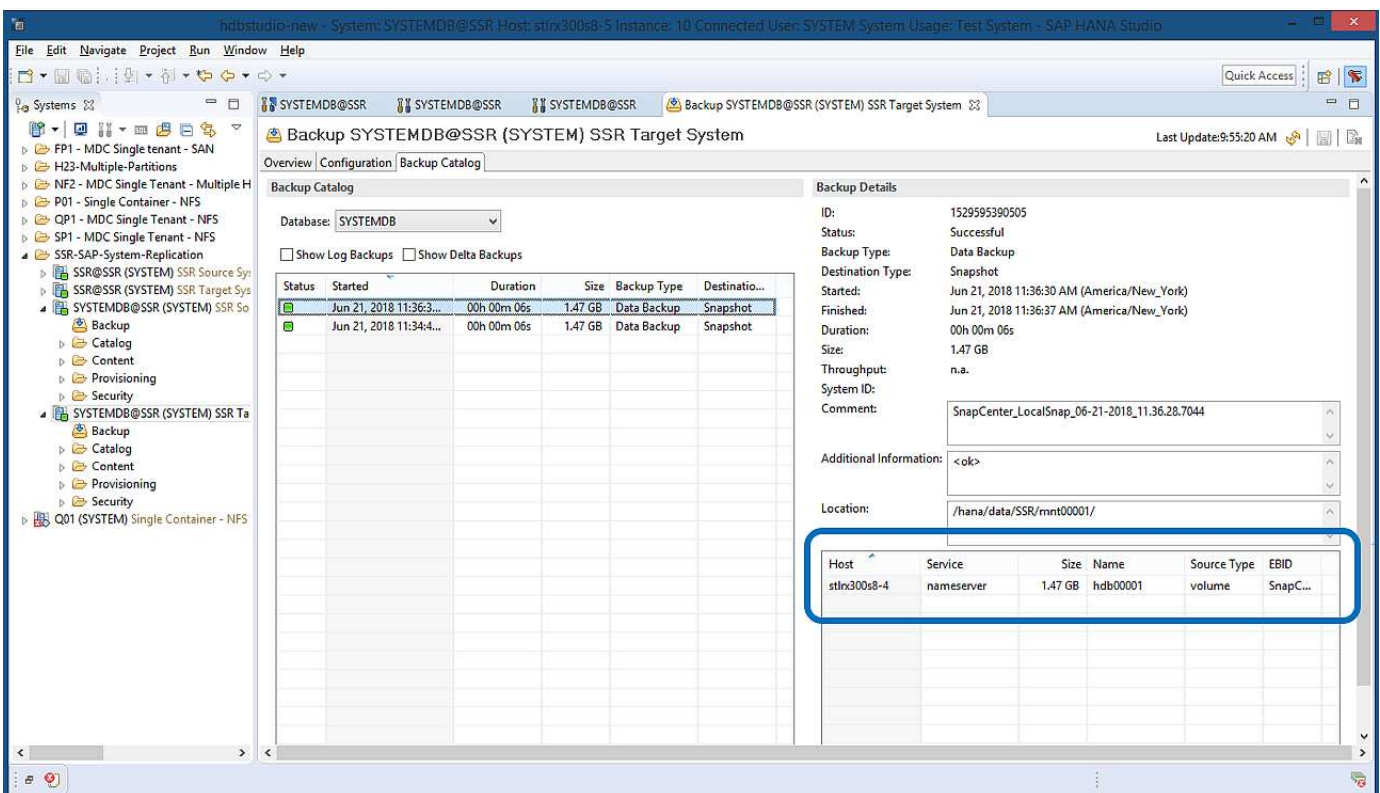 hdbstudio-new - System: SYSTEMDB@SSR Host: stlrx300s8-5 Instance: 10 Connected User: SYSTEM System Usage: Test System - SAP HANA Studio
File Edit Navigate Project Run Window Help
Quick Access
Systems
SYSTEMDB@SSR SYSTEMDB@SSR SYSTEMDB@SSR Backup SYSTEMDB@SSR (SYSTEM) SSR Target System
FP1 - MDC Single tenant - SAN
H23-Multiple-Partitions
NF2 - MDC Single Tenant - Multiple H
P01 - Single Container - NFS
QP1 - MDC Single Tenant - NFS
SP1 - MDC Single Tenant - NFS
SSR-SAP-System-Replication
SSR@SSR (SYSTEM) SSR Source Sy
SSR@SSR (SYSTEM) SSR Target Sys
SYSTEMDB@SSR (SYSTEM) SSR So
Backup
Catalog
Content
Provisioning
Security
SYSTEMDB@SSR (SYSTEM) SSR Ta
Backup
Catalog
Content
Provisioning
Security
Q01 (SYSTEM) Single Container - NFS
Backup SYSTEMDB@SSR (SYSTEM) SSR Target System
Last Update:9:55:20 AM
Overview Configuration Backup Catalog
Backup Catalog
Database: SYSTEMDB
Show Log Backups Show Delta Backups
Status Started Duration Size Backup Type Destinatio...
Jun 21, 2018 11:36:3... 00h 00m 06s 1.47 GB Data Backup Snapshot
Jun 21, 2018 11:34:4... 00h 00m 06s 1.47 GB Data Backup Snapshot
Backup Details
ID: 1529595390505
Status: Successful
Backup Type: Data Backup
Destination Type: Snapshot
Started: Jun 21, 2018 11:36:30 AM (America/New_York)
Finished: Jun 21, 2018 11:36:37 AM (America/New_York)
Duration: 00h 00m 06s
Size: 1.47 GB
Throughput: n.a.
System ID:
Comment: SnapCenter_LocalSnap_06-21-2018_11.36.28.7044
Additional Information: <ok>
Location: /hana/data/SSR/mnt00001/
Host Service Size Name Source Type EBID
stlrx300s8-4 nameserver 1.47 GB hdb00001 volume SnapC...